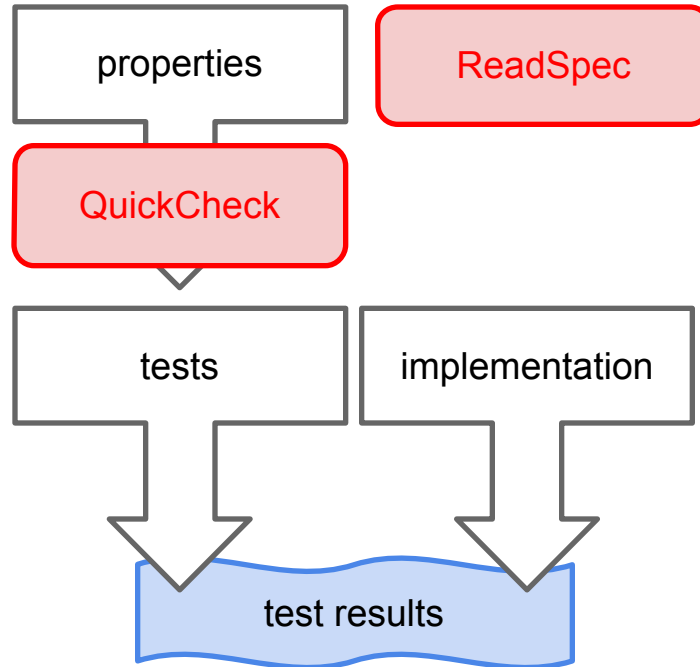 properties
ReadSpec
QuickCheck
tests
implementation
test results